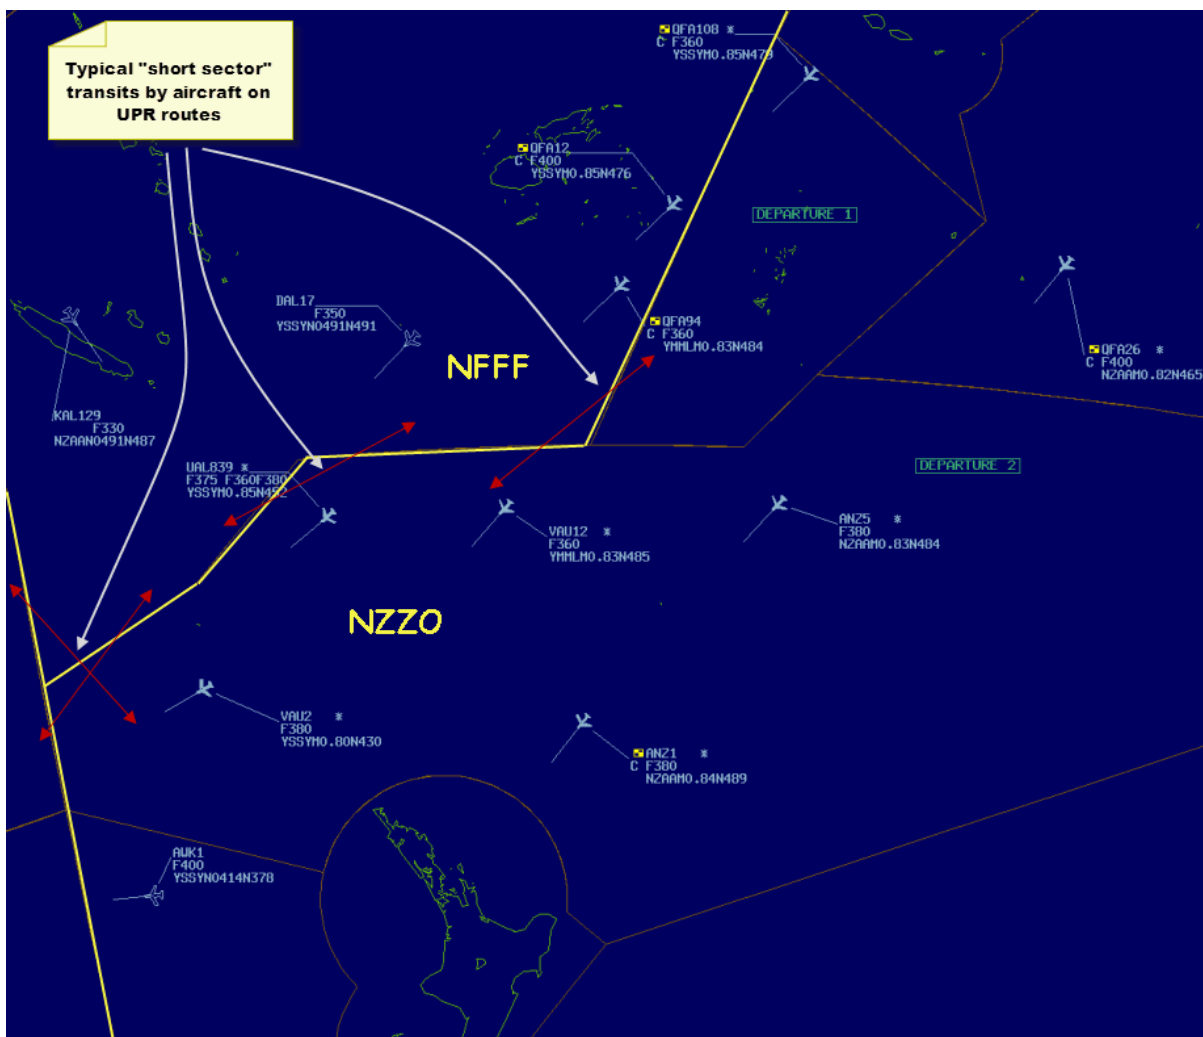 Typical "short sector"
transits by aircraft on
UPR routes
QFA108 *
C F360
YSSYM0.85N479
QFA12
C F400
YSSYM0.85N476
DEPARTURE 1
DAL17
F350
YSSYN0491N491
NFFF
QFA94
C F360
YMMLM0.83N484
QFA26 *
C F400
NZAAM0.82N465
KAL129
F330
NZAAN0491N487
UAL839 *
F375 F360F380
YSSYM0.85N452
DEPARTURE 2
VAU12 *
F360
YMMLM0.83N485
ANZ5 *
F380
NZAAM0.83N484
NZZO
VAU2 *
F380
YSSYM0.80N430
ANZ1 *
C F380
NZAAM0.84N489
AWK1
F400
YSSYN0414N378